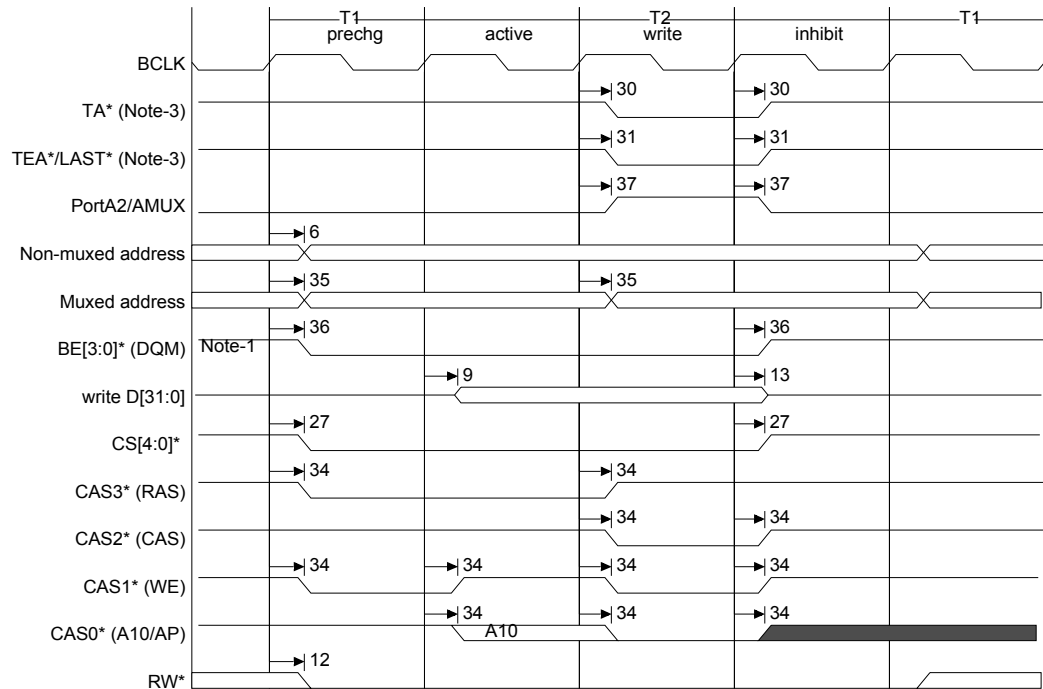 T1 T2 T1
prechg active write inhibit
BCLK
30 30
TA* (Note-3)
31 31
TEA*/LAST* (Note-3)
37 37
PortA2/AMUX
6
Non-muxed address
35 35
Muxed address
36 36
BE[3:0]* (DQM) Note-1
9 13
write D[31:0]
27 27
CS[4:0]*
34 34
CAS3* (RAS)
34 34
CAS2* (CAS)
34 34 34 34
CAS1* (WE)
34 34 34
CAS0* (A10/AP) A10
12
RW*